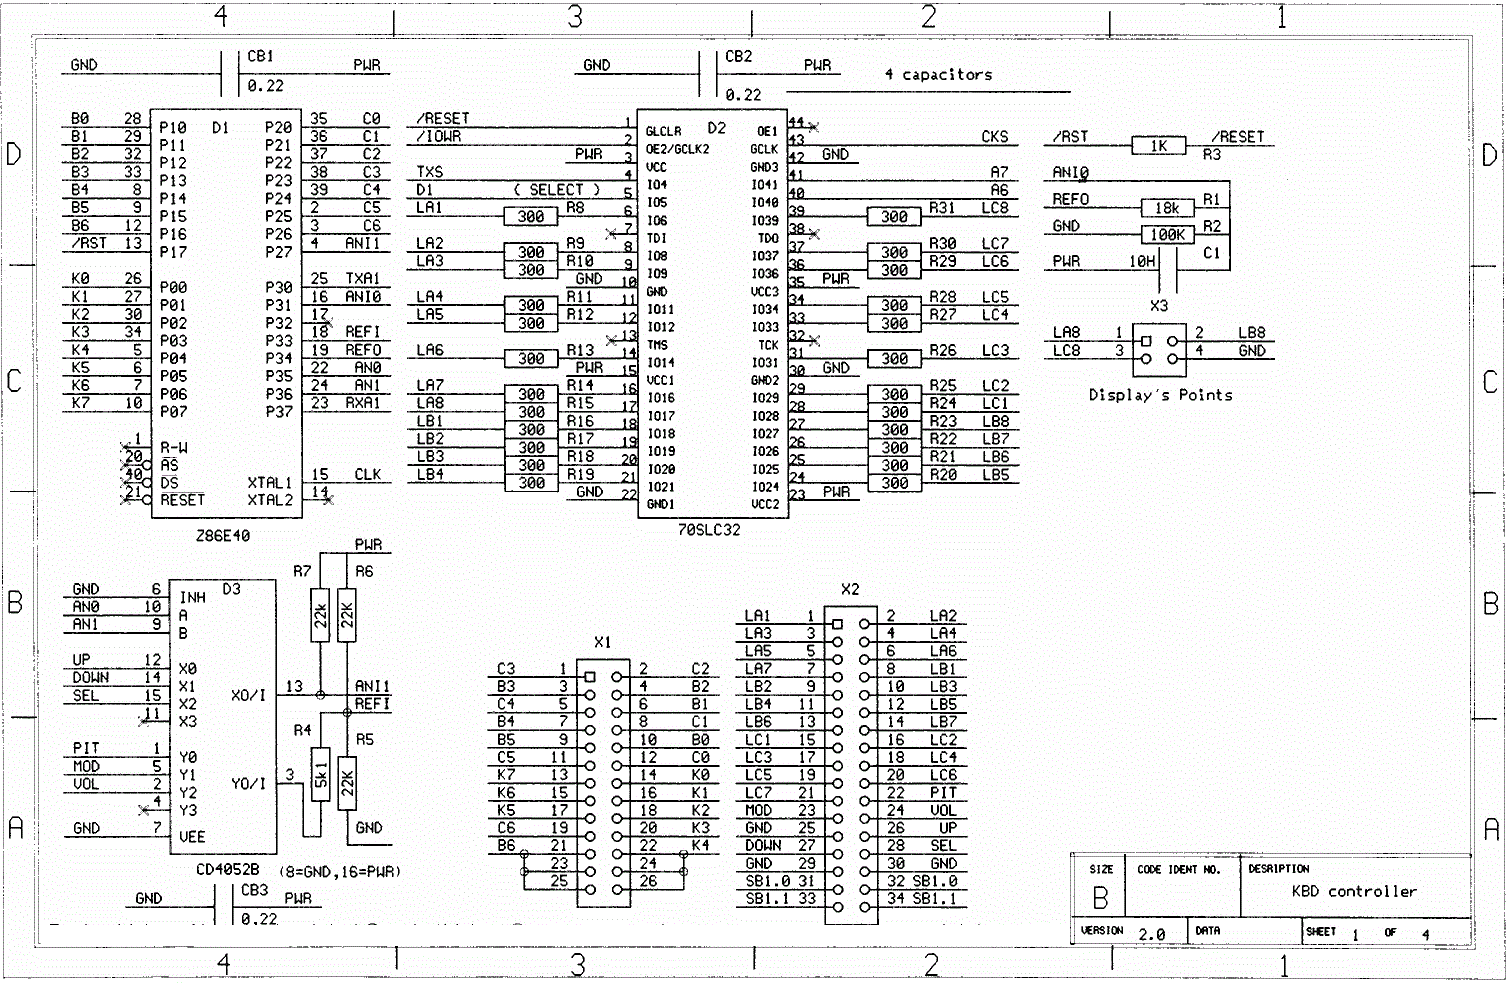 4 3 2 1
GND CB1 PWR
0.22
GND CB2 PWR
0.22
4 capacitors
D
B0 28 P10 D1 P20 35 C0
B1 29 P11 P21 36 C1
B2 32 P12 P22 37 C2
B3 33 P13 P23 38 C3
B4 8 P14 P24 39 C4
B5 9 P15 P25 2 C5
B6 12 P16 P26 3 C6
/RST 13 P17 P27 4 ANI1
K0 26 P00 P30 25 TXA1
K1 27 P01 P31 16 ANI0
K2 30 P02 P32 17
K3 34 P03 P33 18 REFI
K4 5 P04 P34 19 REFO
K5 6 P05 P35 22 AN0
K6 7 P06 P36 24 AN1
K7 10 P07 P37 23 RXA1
1 R-W
20 AS
40 DS XTAL1 15 CLK
21 RESET XTAL2 14
Z86E40
/RESET 1 GLCLR D2 OE1 44
/IOWR 2 OE2/GCLK2 GCLK 43 CKS
PWR 3 VCC GND3 42 GND
TXS 4 IO4 IO41 41 A7
D1 ( SELECT ) 5 IO5 IO40 40 A6
LA1 300 R8 6 IO6 IO39 39 300 R31 LC8
7 TDI TDO 38
LA2 300 R9 8 IO8 IO37 37 300 R30 LC7
LA3 300 R10 9 IO9 IO36 36 300 R29 LC6
GND 10 GND VCC3 35 PWR
LA4 300 R11 11 IO11 IO34 34 300 R28 LC5
LA5 300 R12 12 IO12 IO33 33 300 R27 LC4
13 TMS TCK 32
LA6 300 R13 14 IO14 IO31 31 300 R26 LC3
PWR 15 VCC1 GND2 30 GND
LA7 300 R14 16 IO16 IO29 29 300 R25 LC2
LA8 300 R15 17 IO17 IO28 28 300 R24 LC1
LB1 300 R16 18 IO18 IO27 27 300 R23 LB8
LB2 300 R17 19 IO19 IO26 26 300 R22 LB7
LB3 300 R18 20 IO20 IO25 25 300 R21 LB6
LB4 300 R19 21 IO21 IO24 24 300 R20 LB5
GND 22 GND1 VCC2 23 PWR
70SLC32
/RST 1K /RESET
R3
ANI0
REFO 18k R1
GND 100K R2
PWR 10H C1
X3
LA8 1 2 LB8
LC8 3 4 GND
Display's Points
D
C
C
B
GND 6 INH D3
AN0 10 A
AN1 9 B
UP 12 X0
DOWN 14 X1 XO/I 13 ANI1
SEL 15 X2 REFI
11 X3
PIT 1 Y0
MOD 5 Y1 YO/I 3
VOL 2 Y2
4 Y3
GND 7 VEE
CD4052B (8=GND,16=PWR)
PWR
R7 22k R6 22K
R4 5k1 R5 22K
GND
GND CB3 PWR
0.22
X1
C3 1 2 C2
B3 3 4 B2
C4 5 6 B1
B4 7 8 C1
B5 9 10 B0
C5 11 12 C0
K7 13 14 K0
K6 15 16 K1
K5 17 18 K2
C6 19 20 K3
B6 21 22 K4
23 24
25 26
X2
LA1 1 2 LA2
LA3 3 4 LA4
LA5 5 6 LA6
LA7 7 8 LB1
LB2 9 10 LB3
LB4 11 12 LB5
LB6 13 14 LB7
LC1 15 16 LC2
LC3 17 18 LC4
LC5 19 20 LC6
LC7 21 22 PIT
MOD 23 24 VOL
GND 25 26 UP
DOWN 27 28 SEL
GND 29 30 GND
SB1.0 31 32 SB1.0
SB1.1 33 34 SB1.1
B
A
A
SIZE CODE IDENT NO. DESRIPTION
B KBD controller
VERSION 2.0 DATA SHEET 1 OF 4
4 3 2 1